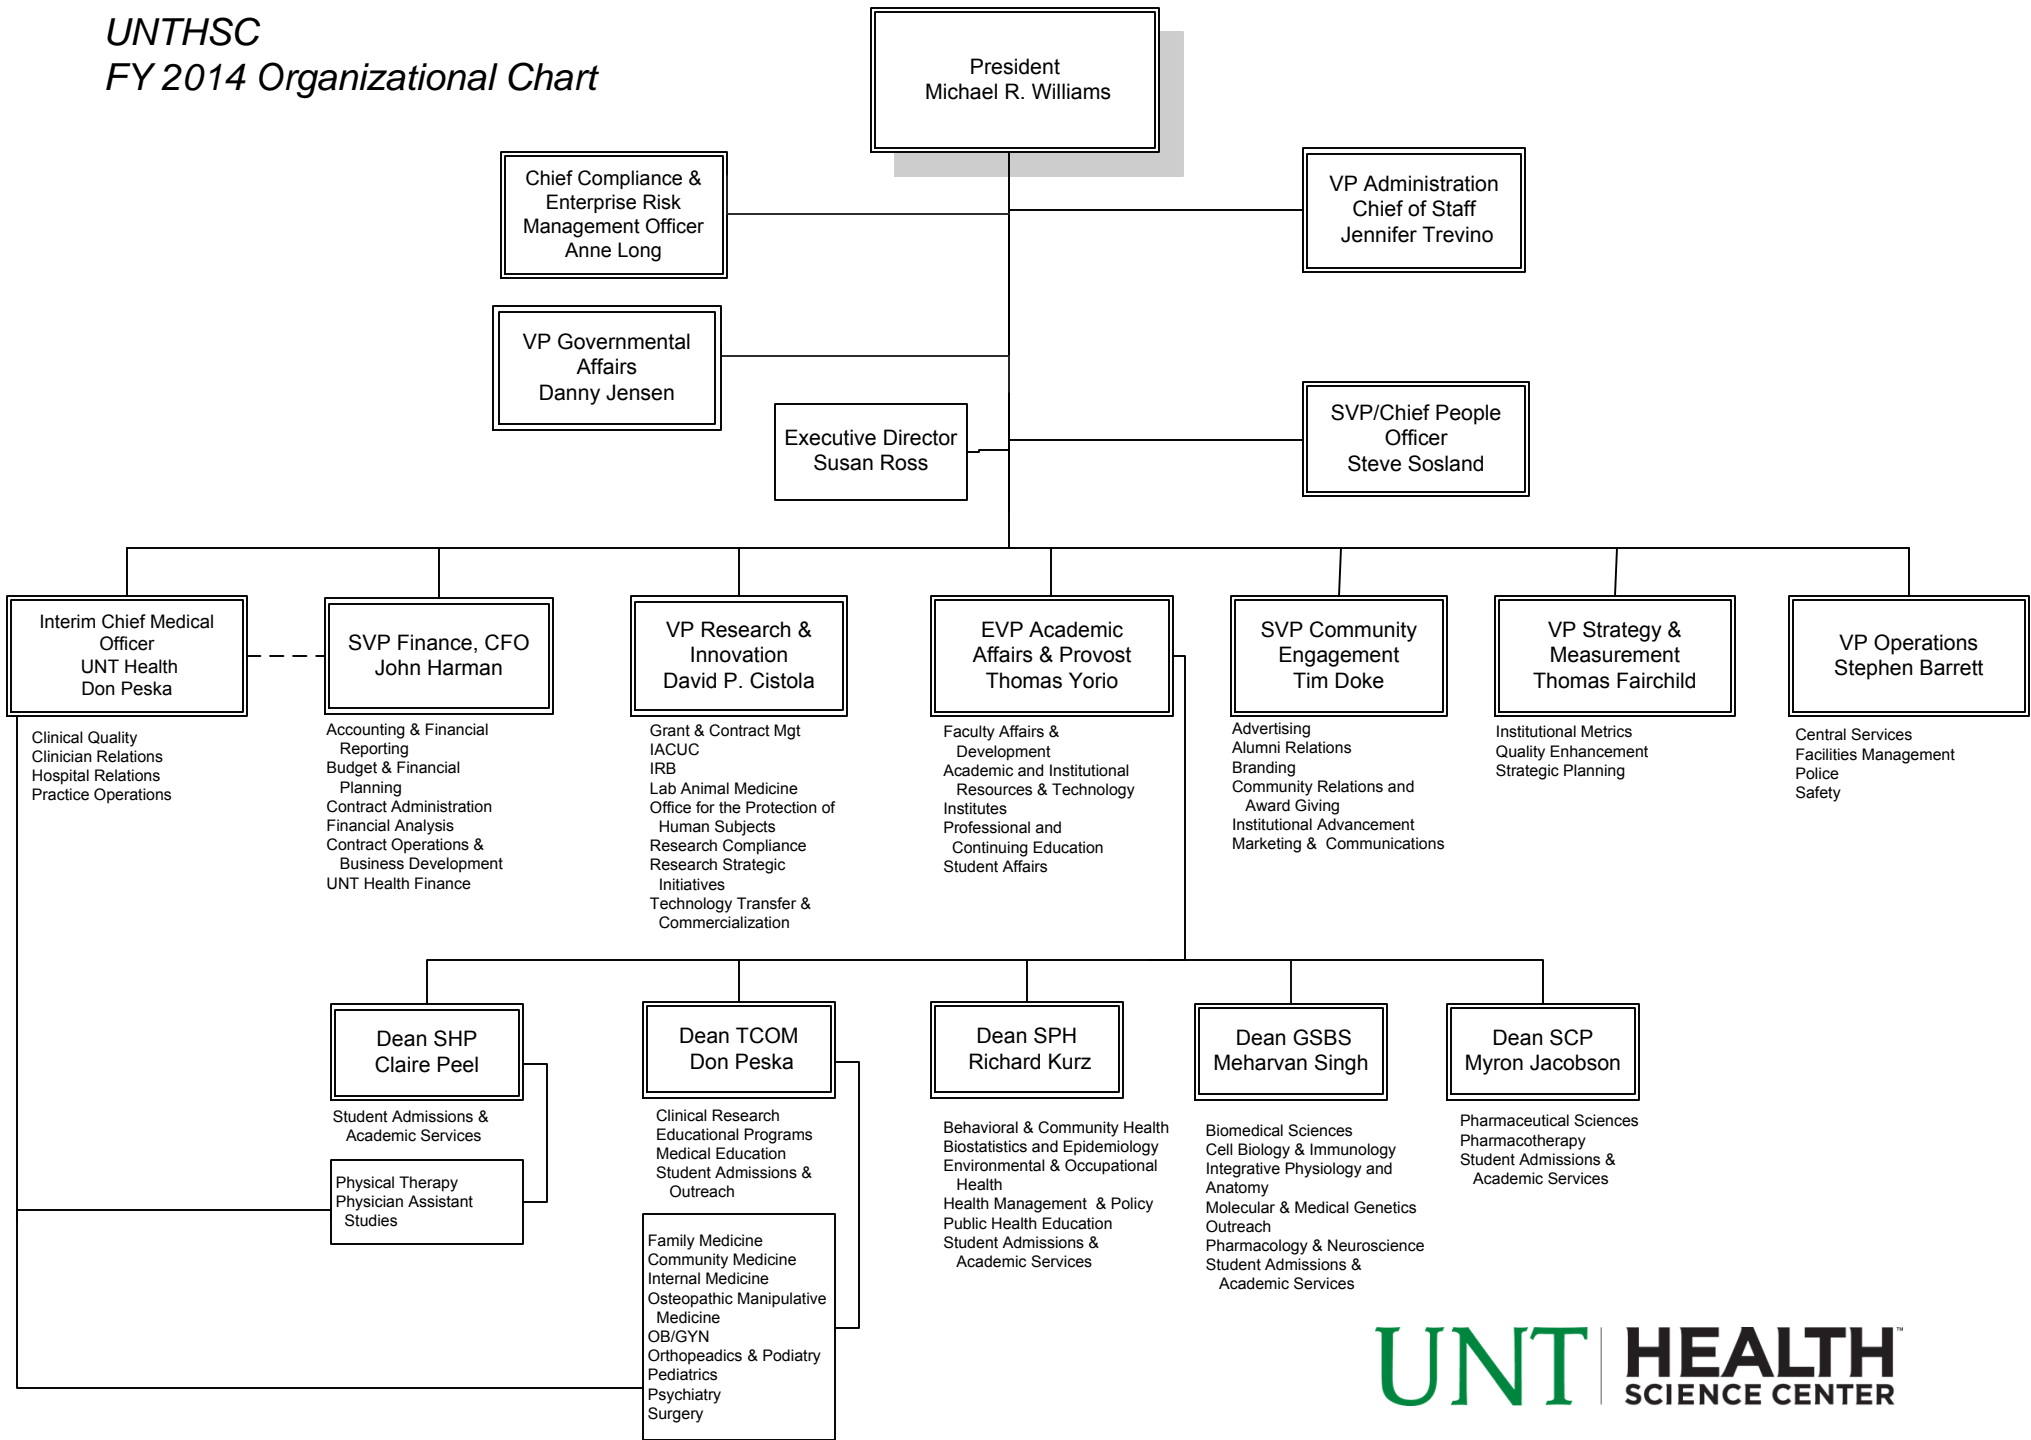 UNTHSC
FY 2014 Organizational Chart
President
Michael R. Williams
Chief Compliance &
Enterprise Risk
Management Officer
Anne Long
VP Administration
Chief of Staff
Jennifer Trevino
VP Governmental
Affairs
Danny Jensen
Executive Director
Susan Ross
SVP/Chief People
Officer
Steve Sosland
Interim Chief Medical
Officer
UNT Health
Don Peska
Clinical Quality
Clinician Relations
Hospital Relations
Practice Operations
SVP Finance, CFO
John Harman
Accounting & Financial
Reporting
Budget & Financial
Planning
Contract Administration
Financial Analysis
Contract Operations &
Business Development
UNT Health Finance
VP Research &
Innovation
David P. Cistola
Grant & Contract Mgt
IACUC
IRB
Lab Animal Medicine
Office for the Protection of
Human Subjects
Research Compliance
Research Strategic
Initiatives
Technology Transfer &
Commercialization
EVP Academic
Affairs & Provost
Thomas Yorio
Faculty Affairs &
Development
Academic and Institutional
Resources & Technology
Institutes
Professional and
Continuing Education
Student Affairs
SVP Community
Engagement
Tim Doke
Advertising
Alumni Relations
Branding
Community Relations and
Award Giving
Institutional Advancement
Marketing &  Communications
VP Strategy &
Measurement
Thomas Fairchild
Institutional Metrics
Quality Enhancement
Strategic Planning
VP Operations
Stephen Barrett
Central Services
Facilities Management
Police
Safety
Dean SHP
Claire Peel
Student Admissions &
Academic Services
Physical Therapy
Physician Assistant
Studies
Dean TCOM
Don Peska
Clinical Research
Educational Programs
Medical Education
Student Admissions &
Outreach
Family Medicine
Community Medicine
Internal Medicine
Osteopathic Manipulative
Medicine
OB/GYN
Orthopeadics & Podiatry
Pediatrics
Psychiatry
Surgery
Dean SPH
Richard Kurz
Behavioral & Community Health
Biostatistics and Epidemiology
Environmental & Occupational
Health
Health Management  & Policy
Public Health Education
Student Admissions &
Academic Services
Dean GSBS
Meharvan Singh
Biomedical Sciences
Cell Biology & Immunology
Integrative Physiology and
Anatomy
Molecular & Medical Genetics
Outreach
Pharmacology & Neuroscience
Student Admissions &
Academic Services
Dean SCP
Myron Jacobson
Pharmaceutical Sciences
Pharmacotherapy
Student Admissions &
Academic Services
UNT HEALTH™
SCIENCE CENTER